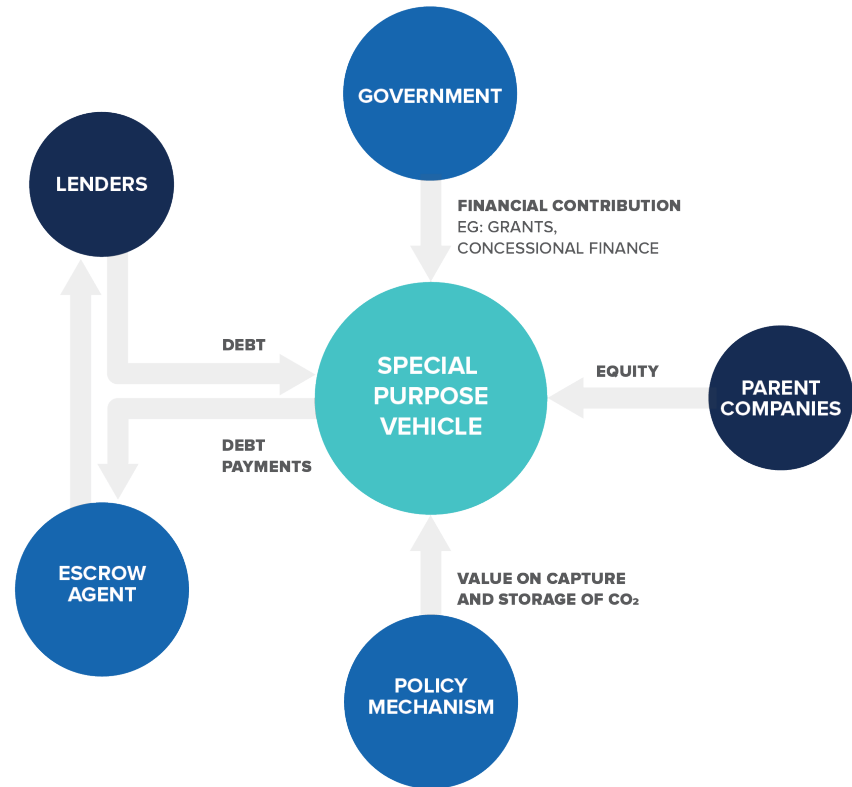 GOVERNMENT
LENDERS
FINANCIAL CONTRIBUTION
EG: GRANTS,
CONCESSIONAL FINANCE
DEBT
SPECIAL
PURPOSE
VEHICLE
EQUITY
PARENT
COMPANIES
DEBT
PAYMENTS
ESCROW
AGENT
VALUE ON CAPTURE
AND STORAGE OF CO₂
POLICY
MECHANISM